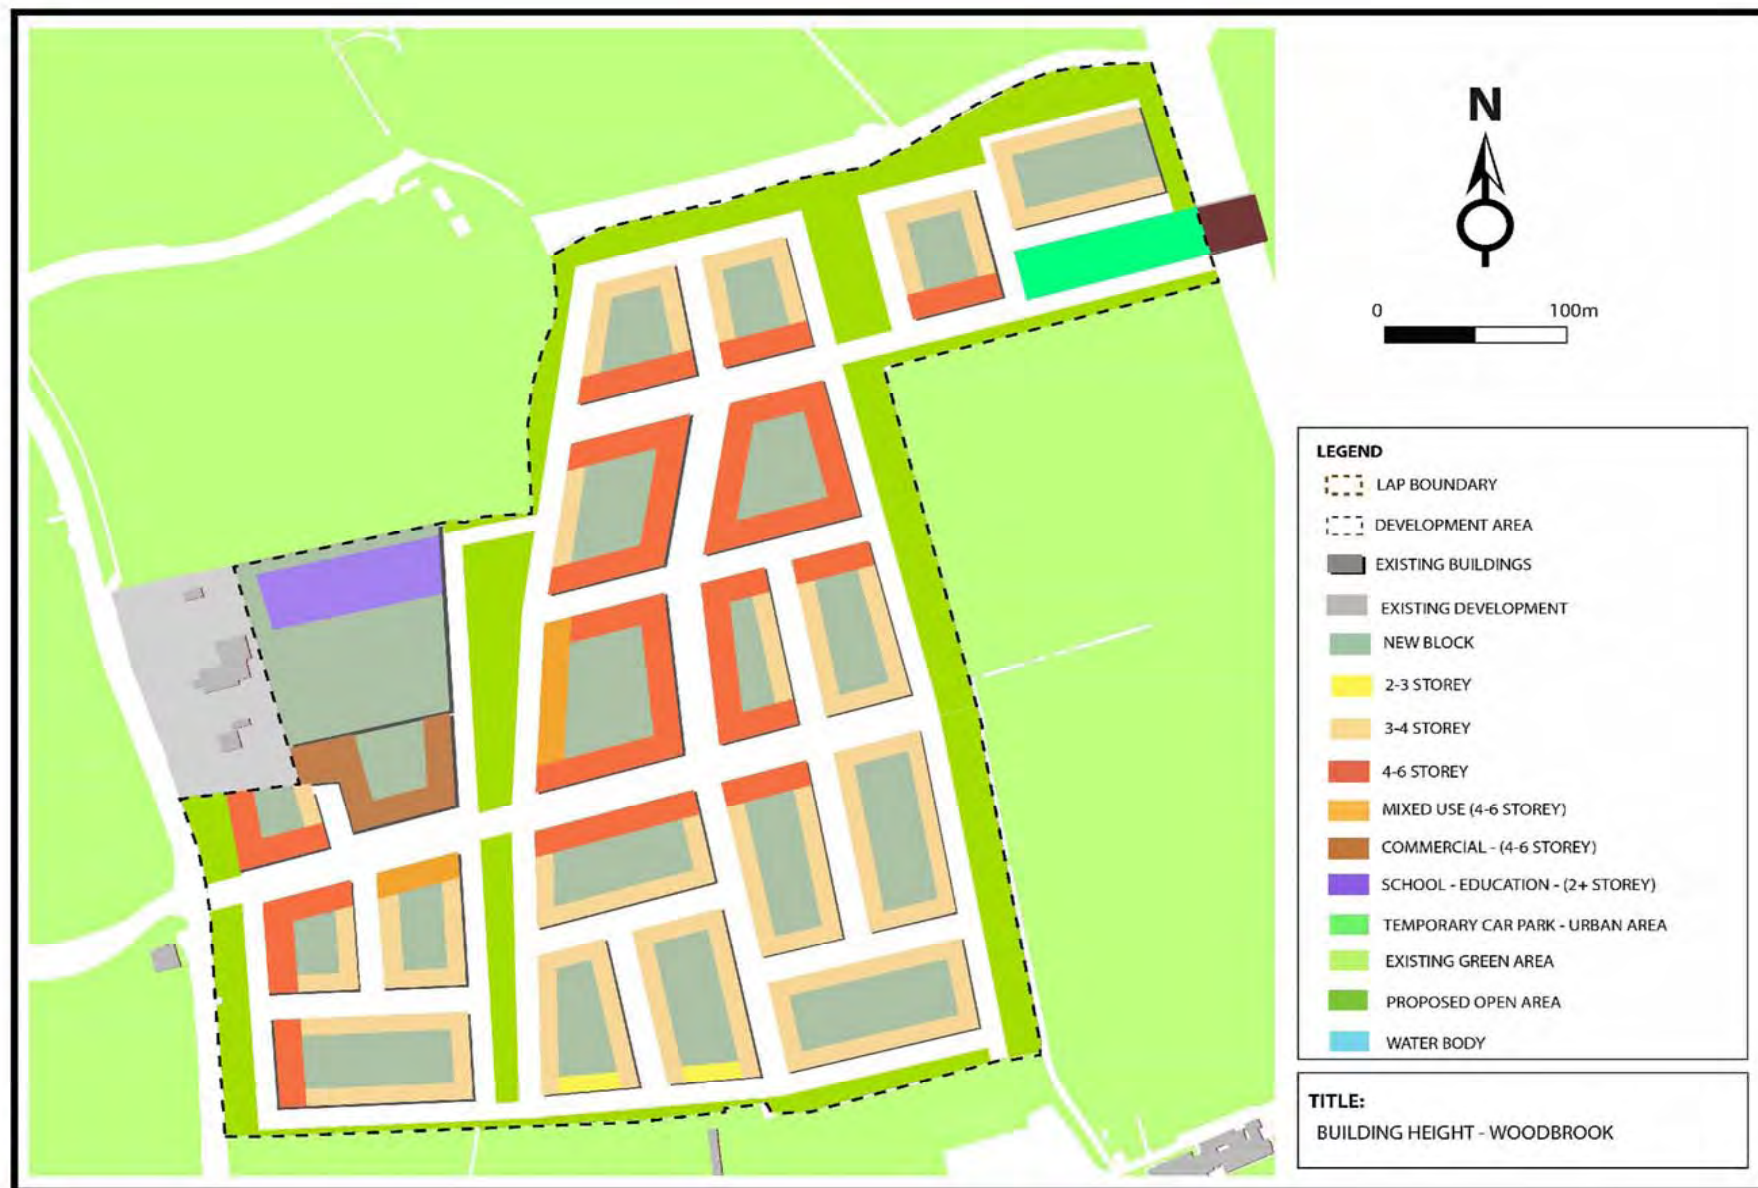 N
0 100m
LEGEND
LAP BOUNDARY
DEVELOPMENT AREA
EXISTING BUILDINGS
EXISTING DEVELOPMENT
NEW BLOCK
2-3 STOREY
3-4 STOREY
4-6 STOREY
MIXED USE (4-6 STOREY)
COMMERCIAL - (4-6 STOREY)
SCHOOL - EDUCATION - (2+ STOREY)
TEMPORARY CAR PARK - URBAN AREA
EXISTING GREEN AREA
PROPOSED OPEN AREA
WATER BODY
TITLE:
BUILDING HEIGHT - WOODBROOK